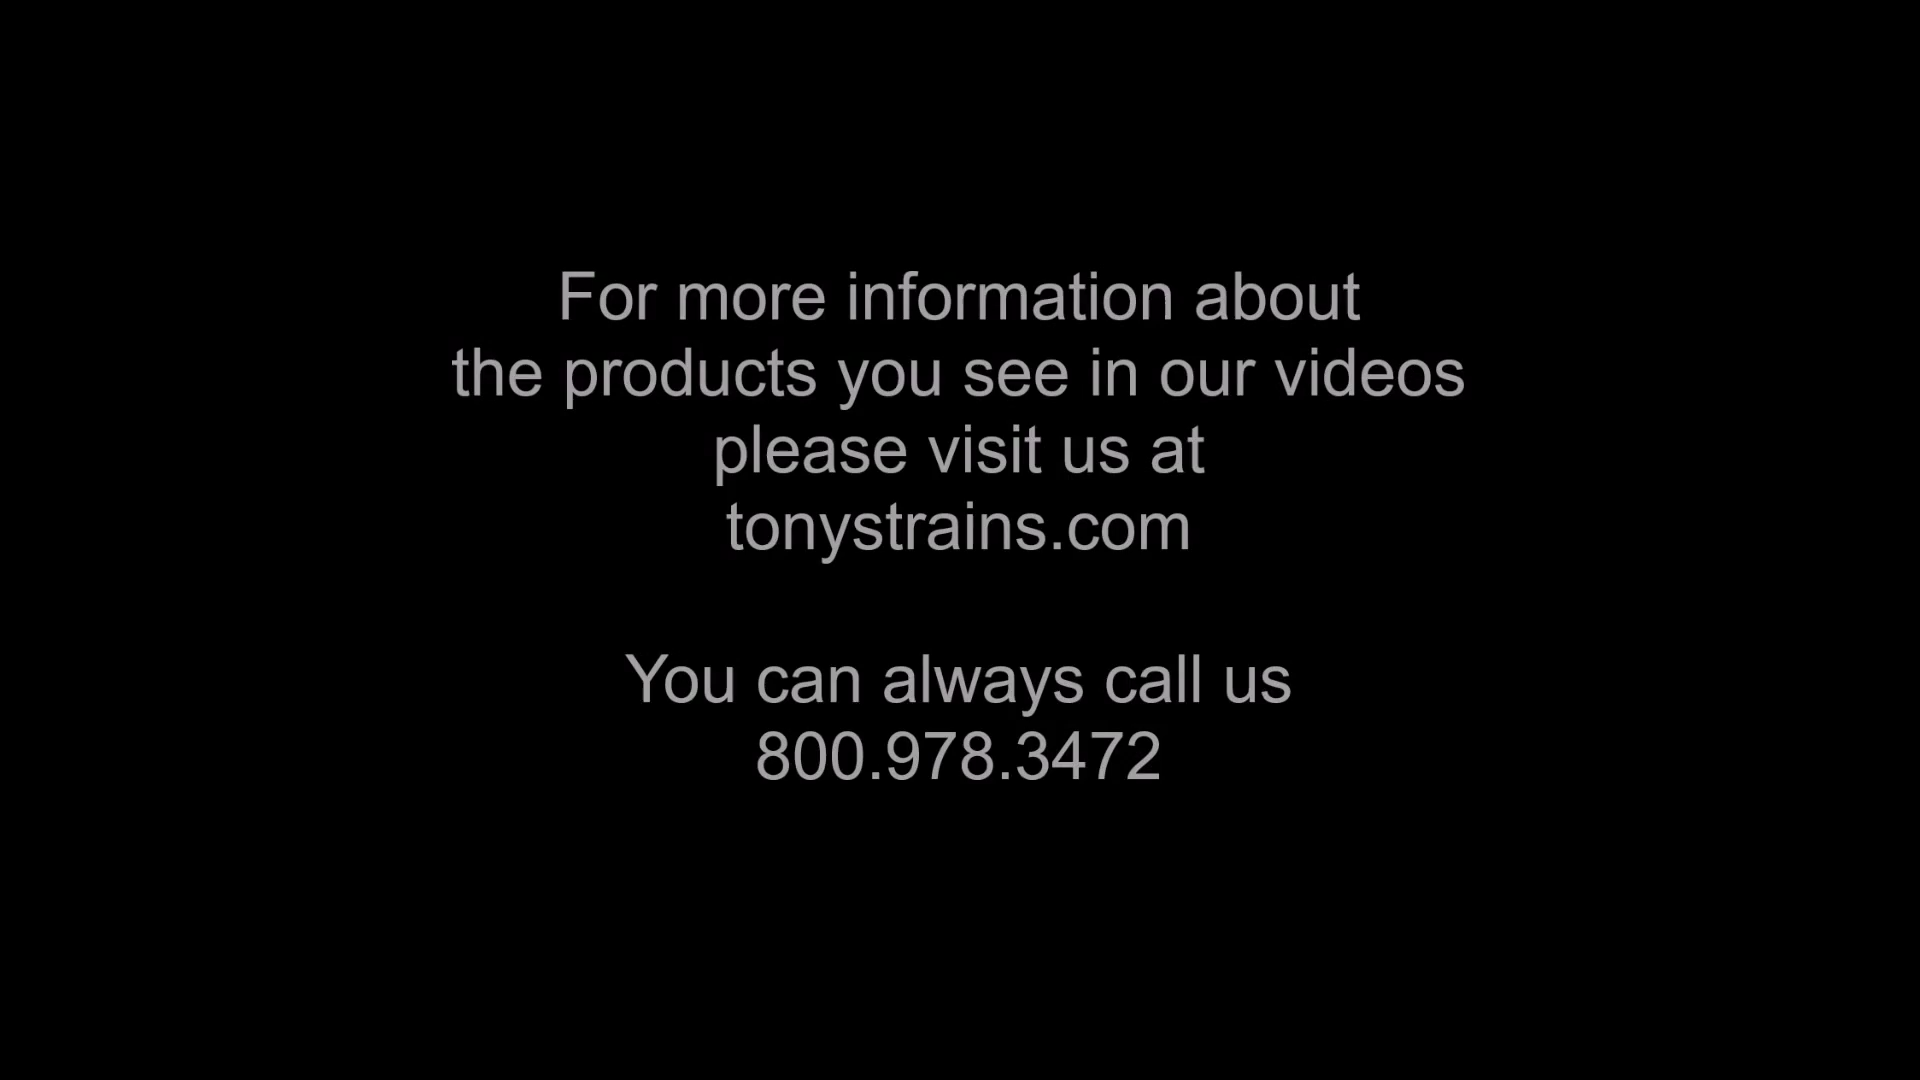 For more information about
the products you see in our videos
please visit us at
tonystrains.com
You can always call us
800.978.3472